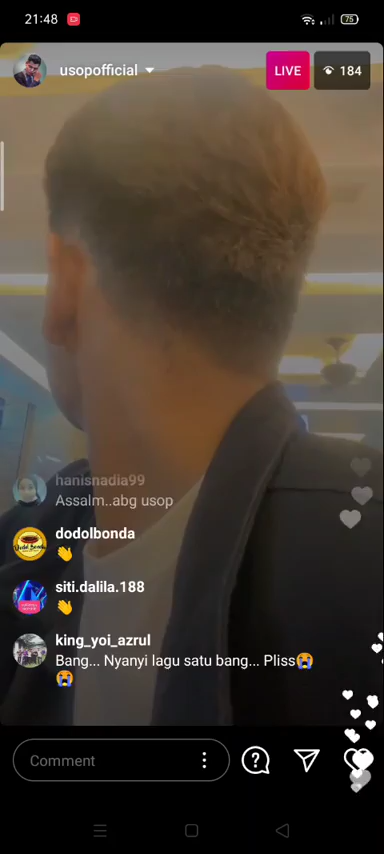 21:48
75
usopofficial
LIVE
184
hanisnadia99
Assalm..abg usop
dodolbonda
👋
siti.dalila.188
👋
king_yoi_azrul
Bang... Nyanyi lagu satu bang... Pliss😭
😭
Comment